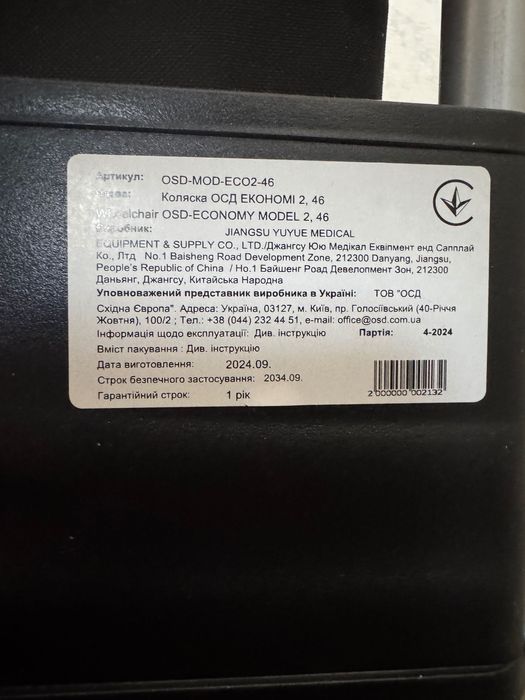 Артикул: OSD-MOD-ECO2-46
Коляска ОСД ЕКОНОМІ 2, 46
Wheelchair OSD-ECONOMY MODEL 2, 46
Виробник: JIANGSU YUYUE MEDICAL
EQUIPMENT & SUPPLY CO., LTD./Джангсу Юю Медікал Еквіпмент енд Сапплай
Ко., Лтд No.1 Baisheng Road Development Zone, 212300 Danyang, Jiangsu,
People's Republic of China / Но.1 Байшенг Роад Девелопмент Зон, 212300
Даньянг, Джангсу, Китайська Народна
Уповноважений представник виробника в Україні: ТОВ "ОСД
Східна Європа". Адреса: Україна, 03127, м. Київ, пр. Голосіївський (40-Річчя
Жовтня), 100/2 ; Тел.: +38 (044) 232 44 51, e-mail: office@osd.com.ua
Інформація щодо експлуатації: Див. інструкцію Партія: 4-2024
Вміст пакування : Див. інструкцію
Дата виготовлення: 2024.09.
Строк безпечного застосування: 2034.09.
Гарантійний строк: 1 рік
2 000000 002132